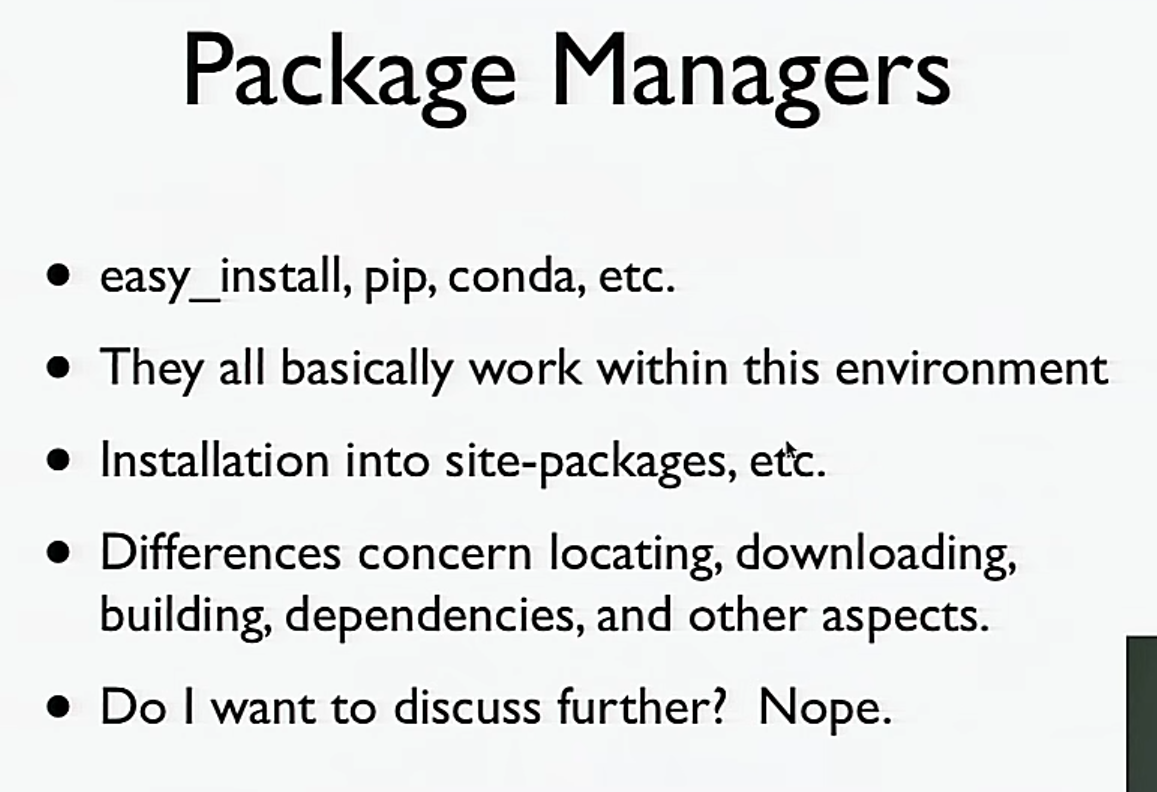 Package Managers
• easy_install, pip, conda, etc.
• They all basically work within this environment
• Installation into site-packages, etc.
• Differences concern locating, downloading,
building, dependencies, and other aspects.
• Do I want to discuss further? Nope.